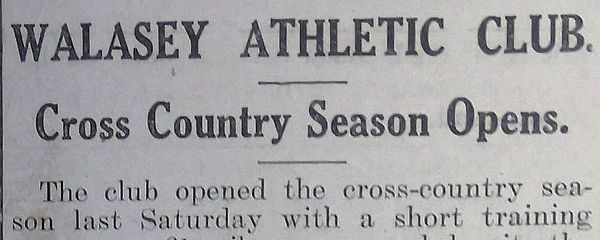 WALASEY ATHLETIC CLUB.
Cross Country Season Opens.
The club opened the cross-country sea-
son last Saturday with a short training